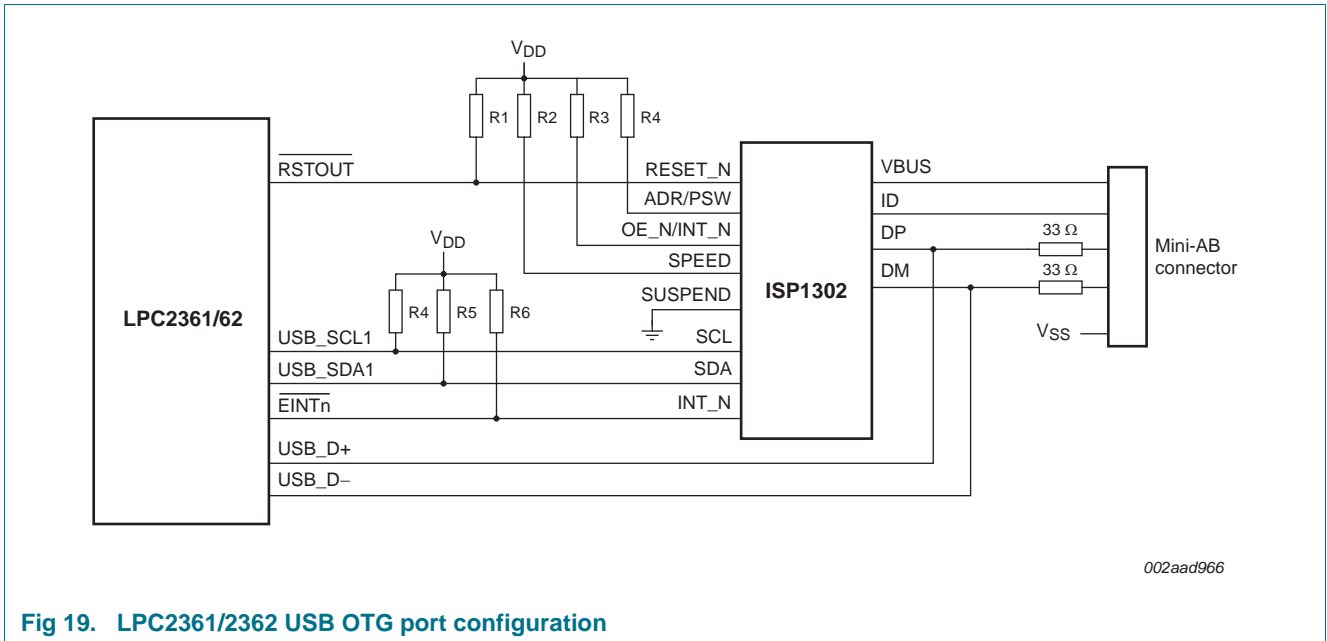 VDD
R1 R2 R3 R4
RSTOUT
RESET_N
ADR/PSW
OE_N/INT_N
SPEED
SUSPEND
VDD
R4 R5 R6
LPC2361/62
USB_SCL1
SCL
USB_SDA1
SDA
EINTn
INT_N
USB_D+
USB_D−
ISP1302
VBUS
ID
DP
33 Ω
DM
33 Ω
VSS
Mini-AB
connector
002aad966
Fig 19. LPC2361/2362 USB OTG port configuration